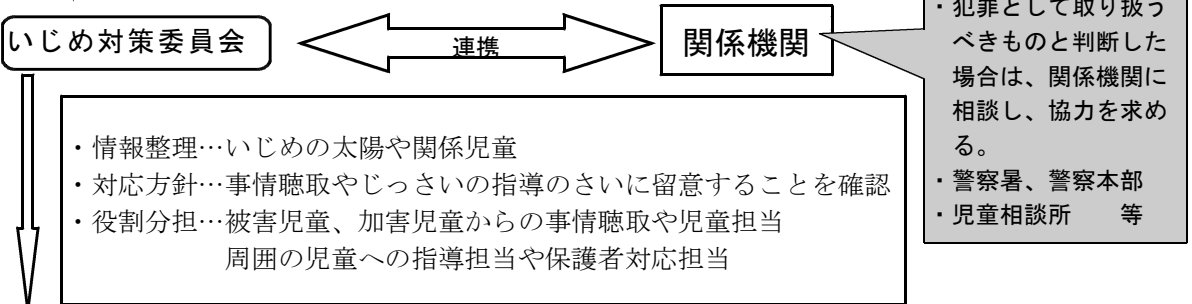 いじめ対策委員会
連携
関係機関
・犯罪として取り扱う
べきものと判断した
場合は、関係機関に
相談し、協力を求め
る。
・警察署、警察本部
・児童相談所　等
・情報整理…いじめの太陽や関係児童
・対応方針…事情聴取やじっさいの指導のさいに留意することを確認
・役割分担…被害児童、加害児童からの事情聴取や児童担当
周囲の児童への指導担当や保護者対応担当